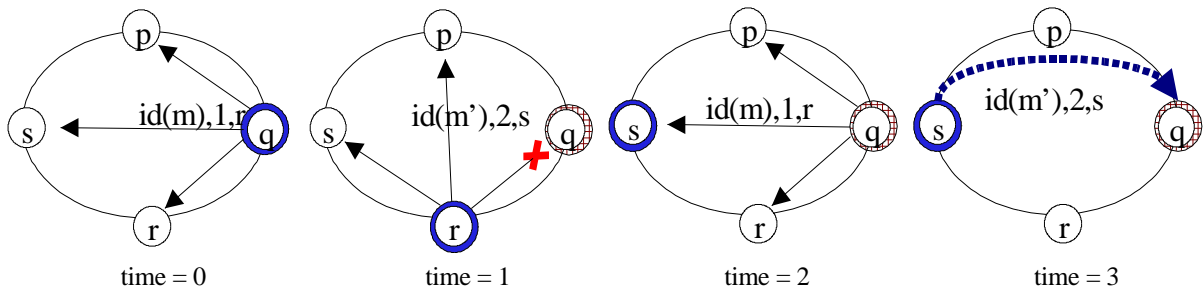 p
s
id(m),1,r
q
r
time = 0
p
s
id(m’),2,s
q
r
time = 1
p
s
id(m),1,r
q
r
time = 2
p
s
id(m’),2,s
q
r
time = 3